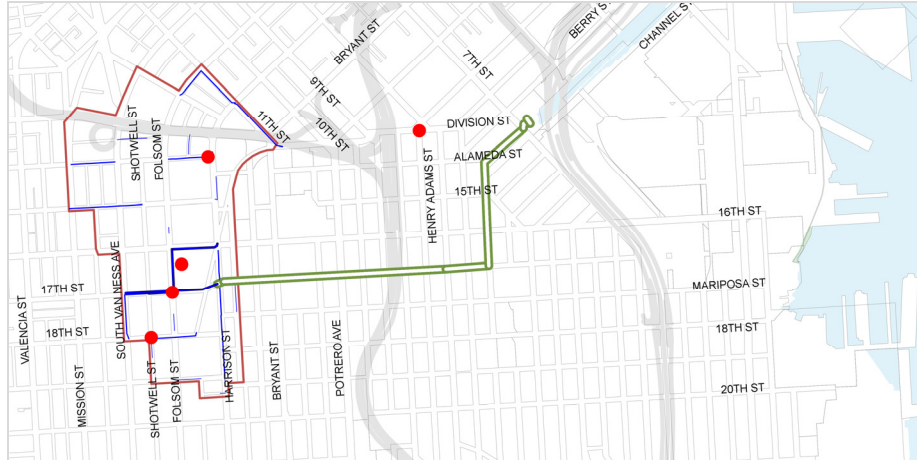 BERRY ST
CHANNEL ST
BRYANT ST
7TH ST
9TH ST
11TH ST
10TH ST
DIVISION ST
SHOTWELL ST
FOLSOM ST
ALAMEDA ST
HENRY ADAMS ST
15TH ST
16TH ST
SOUTH VAN NESS AVE
17TH ST
MARIPOSA ST
VALENCIA ST
18TH ST
18TH ST
HARRISON ST
BRYANT ST
POTRERO AVE
MISSION ST
SHOTWELL ST
FOLSOM ST
20TH ST